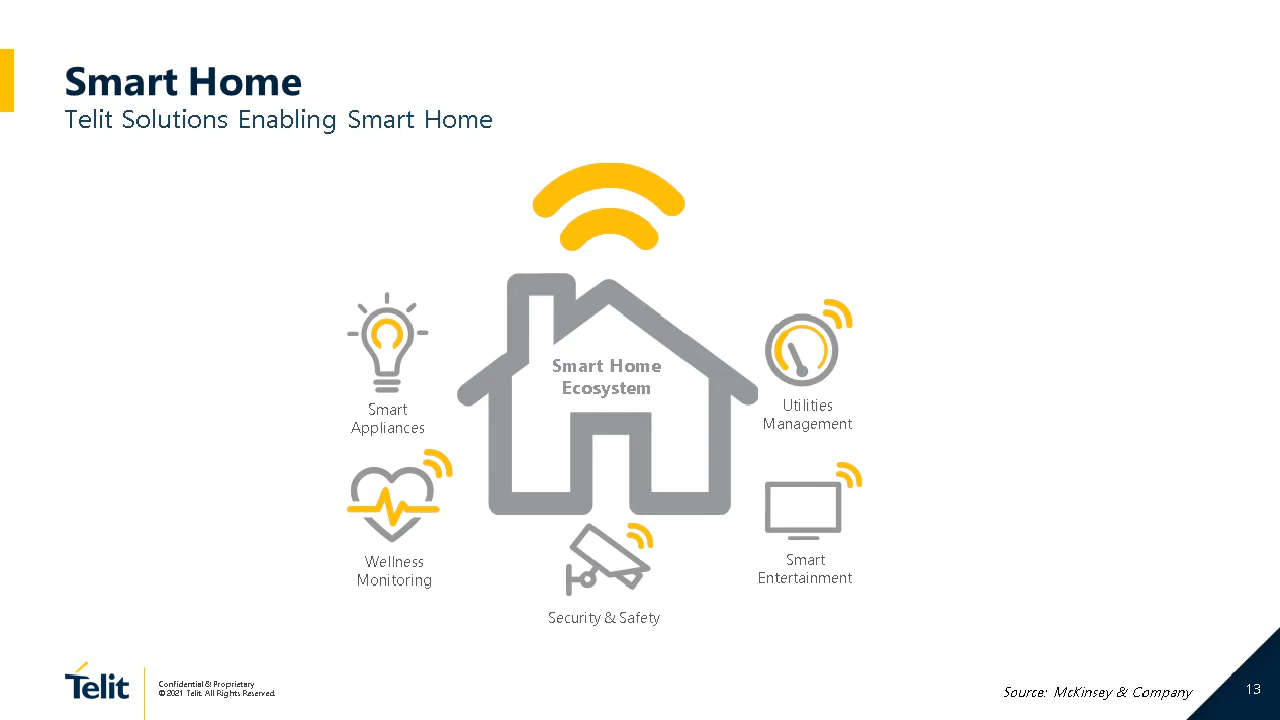 Smart Home
Telit Solutions Enabling Smart Home
Smart Home
Ecosystem
Smart
Appliances
Utilities
Management
Wellness
Monitoring
Smart
Entertainment
Security & Safety
Telit
Confidential & Proprietary
© 2021 Telit. All Rights Reserved.
Source: McKinsey & Company
13